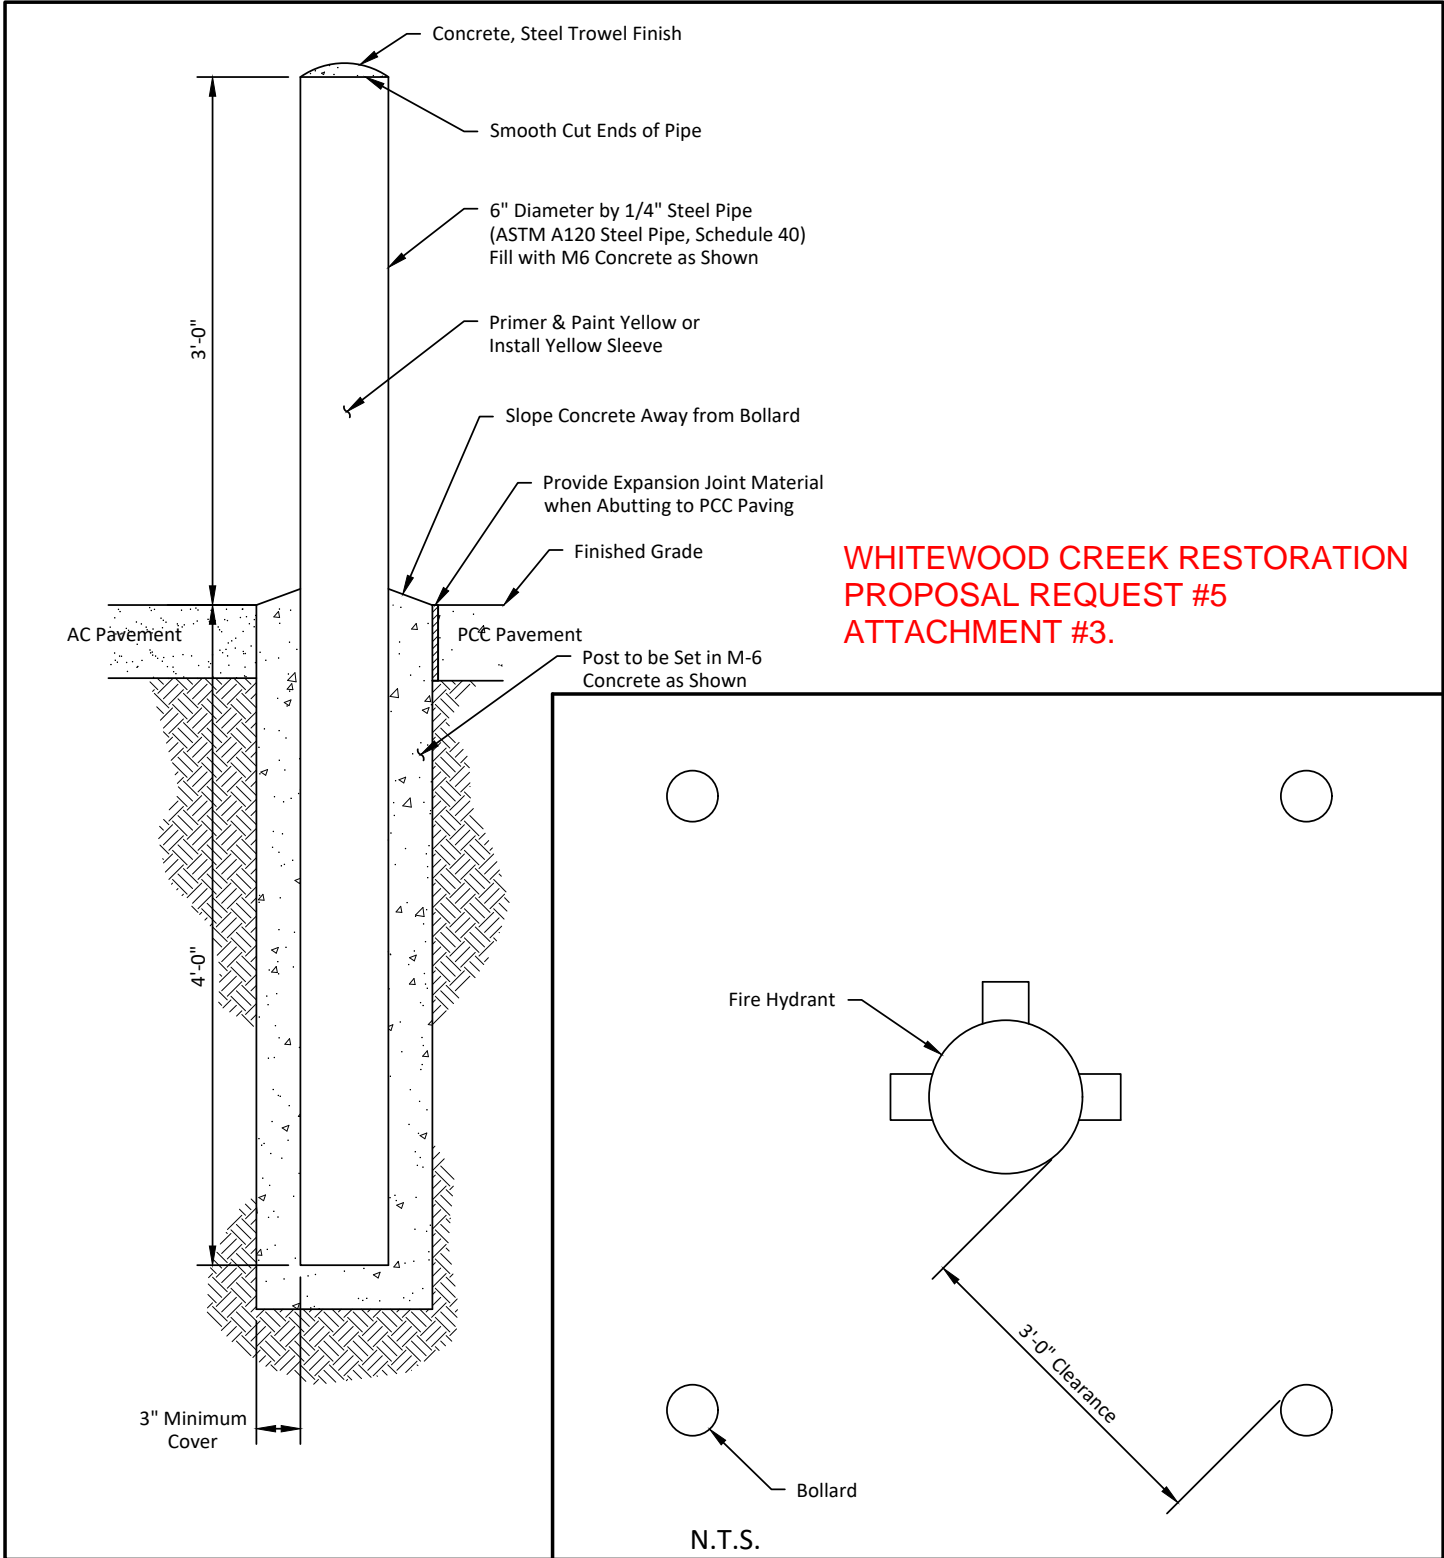 Concrete, Steel Trowel Finish
Smooth Cut Ends of Pipe
6" Diameter by 1/4" Steel Pipe
(ASTM A120 Steel Pipe, Schedule 40)
Fill with M6 Concrete as Shown
3'-0"
Primer & Paint Yellow or
Install Yellow Sleeve
Slope Concrete Away from Bollard
Provide Expansion Joint Material
when Abutting to PCC Paving
Finished Grade
WHITEWOOD CREEK RESTORATION
PROPOSAL REQUEST #5
ATTACHMENT #3.
AC Pavement
PCC Pavement
Post to be Set in M-6
Concrete as Shown
4'-0"
3" Minimum
Cover
Fire Hydrant
3'-0" Clearance
Bollard
N.T.S.